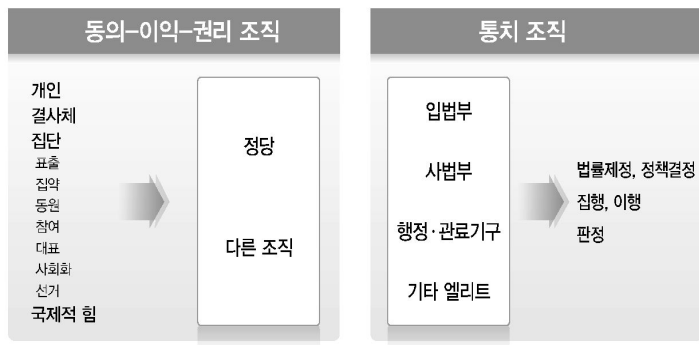 동의-이익-권리 조직
개인
결사체
집단
표출
집약
동원
참여
대표
사회화
선거
국제적 힘
정당
다른 조직
통치 조직
입법부
사법부
행정·관료기구
기타 엘리트
법률제정, 정책결정
집행, 이행
판정